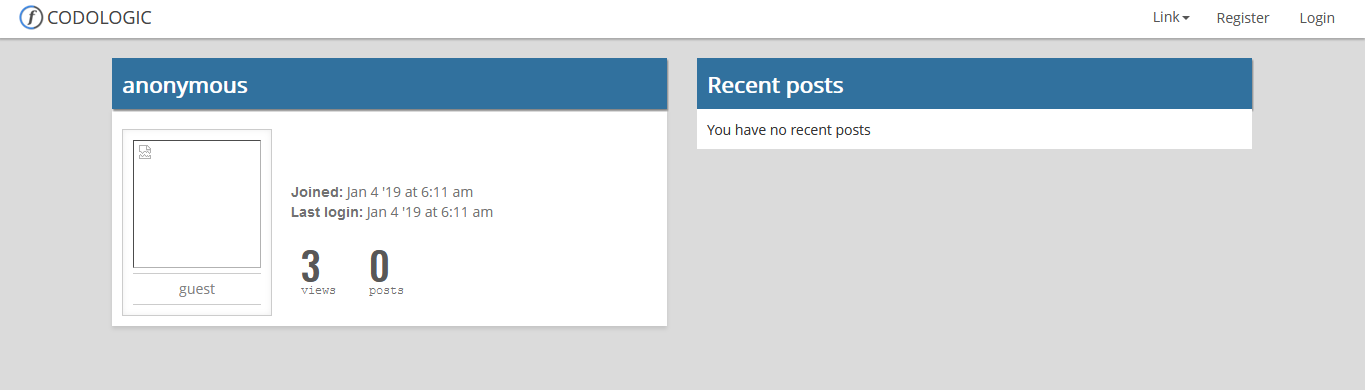 CODOLOGIC
Link
Register
Login
anonymous
guest
Joined: Jan 4 '19 at 6:11 am
Last login: Jan 4 '19 at 6:11 am
3
views
0
posts
Recent posts
You have no recent posts